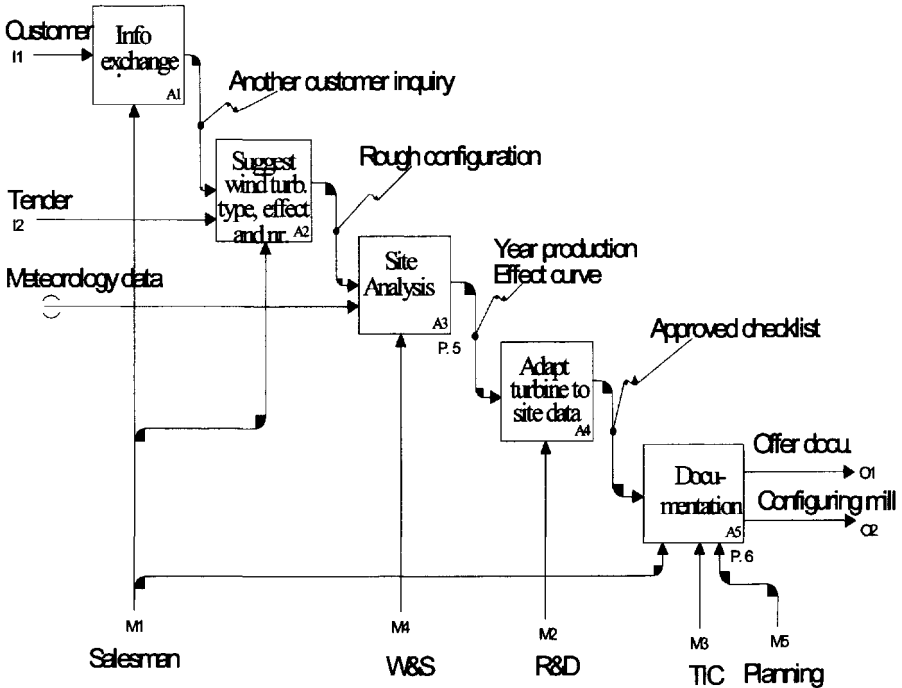 Customer
I1
Info
exchange
A1
Another customer inquiry
Suggest
wind turb.
type, effect
and nr.
A2
Rough configuration
Tender
I2
Meteorology data
Site
Analysis
A3
P. 5
Year production
Effect curve
Adapt
turbine to
site data
A4
Approved checklist
Docu-
mentation
A5
P. 6
Offer docu.
O1
Configuring mill
O2
M1
Salesman
M4
W&S
M2
R&D
M3
TIC
M5
Planning